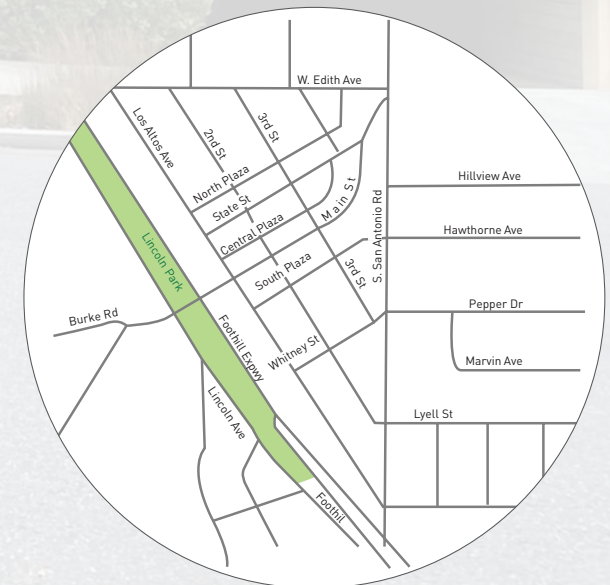 W. Edith Ave
Los Altos Ave
2nd St
3rd St
North Plaza
State St
Central Plaza
Main St
S. San Antonio Rd
Hillview Ave
Hawthorne Ave
Lincoln Park
South Plaza
3rd St
Burke Rd
Pepper Dr
Foothill Expwy
Whitney St
Marvin Ave
Lincoln Ave
Lyell St
Foothil